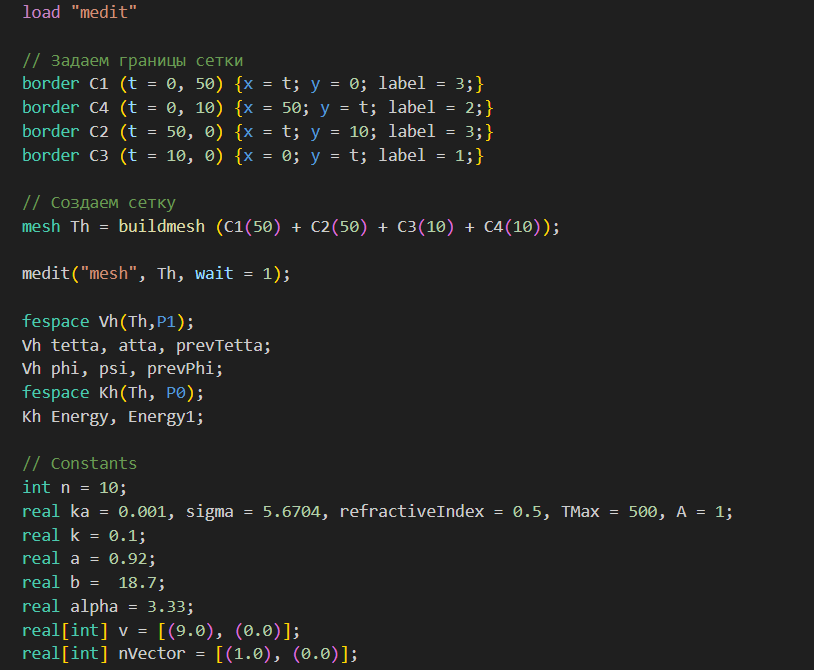 load "medit"
// Задаем границы сетки
border C1 (t = 0, 50) {x = t; y = 0; label = 3;}
border C4 (t = 0, 10) {x = 50; y = t; label = 2;}
border C2 (t = 50, 0) {x = t; y = 10; label = 3;}
border C3 (t = 10, 0) {x = 0; y = t; label = 1;}
// Создаем сетку
mesh Th = buildmesh (C1(50) + C2(50) + C3(10) + C4(10));
medit("mesh", Th, wait = 1);
fespace Vh(Th,P1);
Vh tetta, atta, prevTetta;
Vh phi, psi, prevPhi;
fespace Kh(Th, P0);
Kh Energy, Energy1;
// Constants
int n = 10;
real ka = 0.001, sigma = 5.6704, refractiveIndex = 0.5, TMax = 500, A = 1;
real k = 0.1;
real a = 0.92;
real b =  18.7;
real alpha = 3.33;
real[int] v = [(9.0), (0.0)];
real[int] nVector = [(1.0), (0.0)];